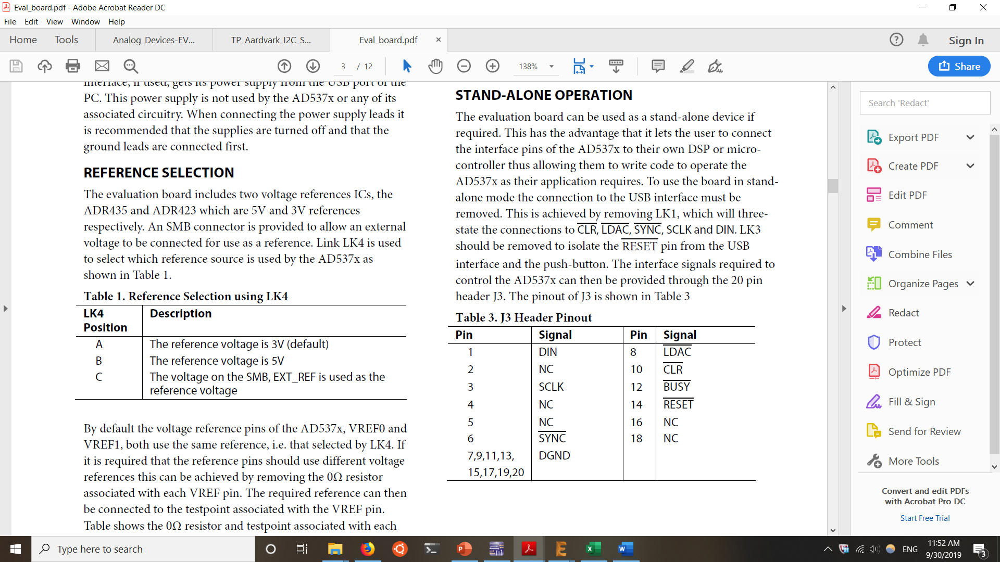 Eval_board.pdf - Adobe Acrobat Reader DC
File Edit View Window Help
Home Tools Analog_Devices-EV... TP_Aardvark_I2C_S... Eval_board.pdf × Sign In
3 / 12 138% Share
interface, if used, gets its power supply from the USB port of the
PC. This power supply is not used by the AD537x or any of its
associated circuitry. When connecting the power supply leads it
is recommended that the supplies are turned off and that the
ground leads are connected first.
REFERENCE SELECTION
The evaluation board includes two voltage references ICs, the
ADR435 and ADR423 which are 5V and 3V references
respectively. An SMB connector is provided to allow an external
voltage to be connected for use as a reference. Link LK4 is used
to select which reference source is used by the AD537x as
shown in Table 1.
Table 1. Reference Selection using LK4
LK4 Position Description
A The reference voltage is 3V (default)
B The reference voltage is 5V
C The voltage on the SMB, EXT_REF is used as the
reference voltage
By default the voltage reference pins of the AD537x, VREF0 and
VREF1, both use the same reference, i.e. that selected by LK4. If
it is required that the reference pins should use different voltage
references this can be achieved by removing the 0Ω resistor
associated with each VREF pin. The required reference can then
be connected to the testpoint associated with the VREF pin.
Table shows the 0Ω resistor and testpoint associated with each
STAND-ALONE OPERATION
The evaluation board can be used as a stand-alone device if
required. This has the advantage that it lets the user to connect
the interface pins of the AD537x to their own DSP or micro-
controller thus allowing them to write code to operate the
AD537x as their application requires. To use the board in stand-
alone mode the connection to the USB interface must be
removed. This is achieved by removing LK1, which will three-
state the connections to CLR, LDAC, SYNC, SCLK and DIN. LK3
should be removed to isolate the RESET pin from the USB
interface and the push-button. The interface signals required to
control the AD537x can then be provided through the 20 pin
header J3. The pinout of J3 is shown in Table 3
Table 3. J3 Header Pinout
Pin Signal Pin Signal
1 DIN 8 LDAC
2 NC 10 CLR
3 SCLK 12 BUSY
4 NC 14 RESET
5 NC 16 NC
6 SYNC 18 NC
7,9,11,13, DGND
15,17,19,20
Search 'Redact'
Export PDF
Create PDF
Edit PDF
Comment
Combine Files
Organize Pages
Redact
Protect
Optimize PDF
Fill & Sign
Send for Review
More Tools
Convert and edit PDFs
with Acrobat Pro DC
Start Free Trial
Type here to search
ENG
11:52 AM
9/30/2019
3